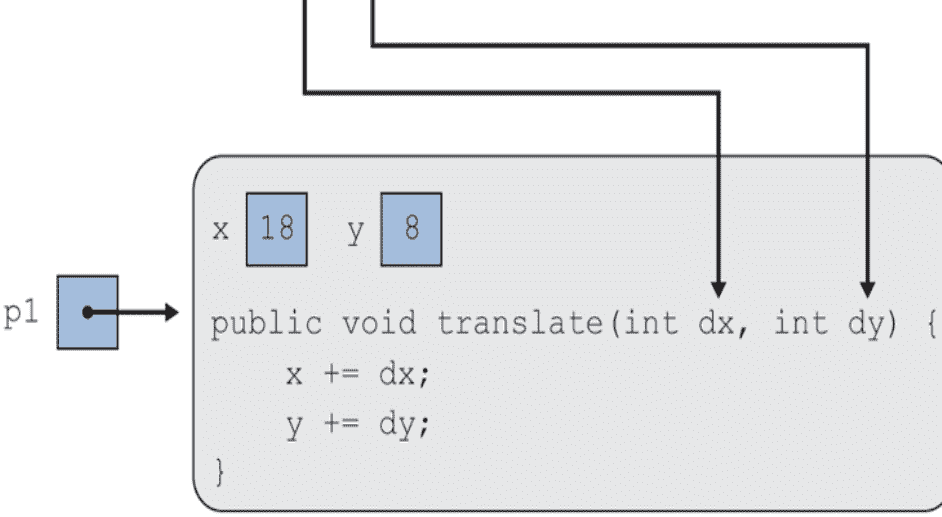 x 18 y 8
p1
public void translate(int dx, int dy) {
x += dx;
y += dy;
}